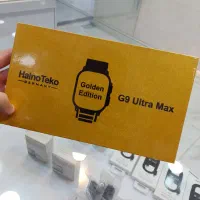 HainoTeko
GERMANY
Golden
Edition
G9 Ultra Max